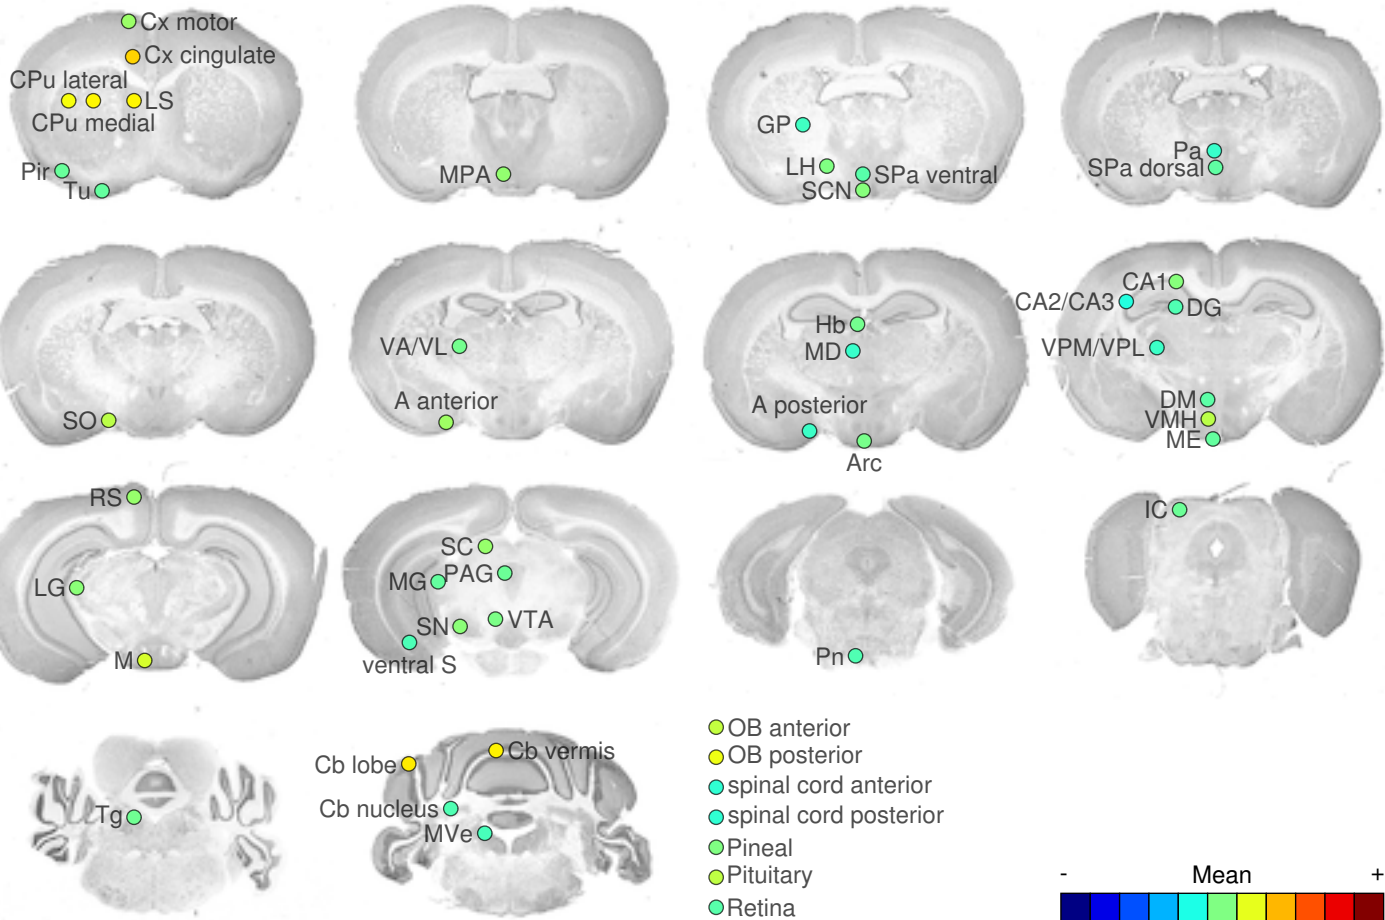 Cx motor
Cx cingulate
CPu lateral
LS
CPu medial
Pir
Tu
MPA
GP
LH
SPa ventral
SCN
Pa
SPa dorsal
SO
VA/VL
A anterior
Hb
MD
A posterior
Arc
CA1
CA2/CA3
DG
VPM/VPL
DM
VMH
ME
RS
LG
M
SC
MG
PAG
SN
VTA
ventral S
Pn
IC
Tg
Cb lobe
Cb vermis
Cb nucleus
MVe
OB anterior
OB posterior
spinal cord anterior
spinal cord posterior
Pineal
Pituitary
Retina
- Mean +